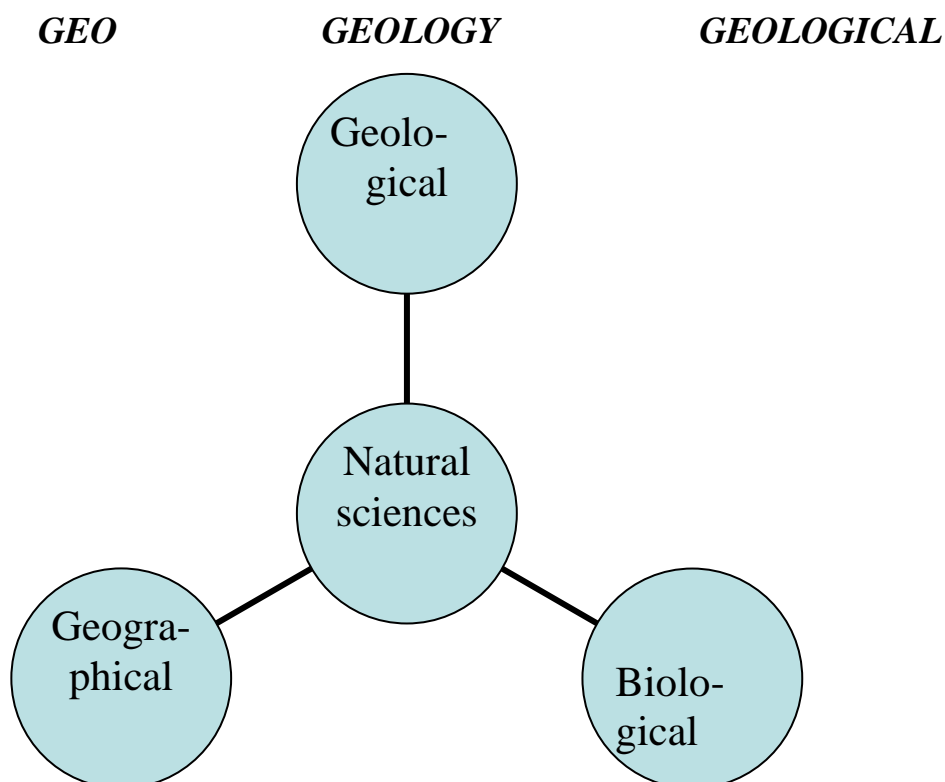 GEO GEOLOGY GEOLOGICAL
Geolo-
gical
Natural
sciences
Geogra-
phical
Biolo-
gical